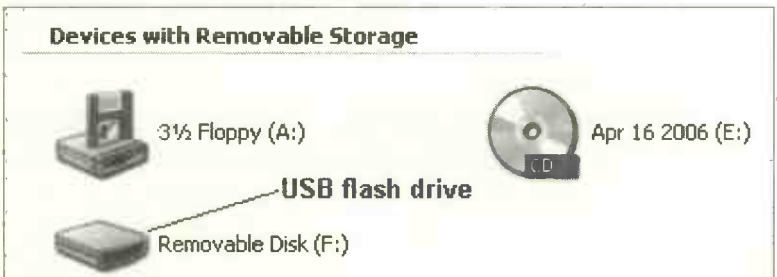 Devices with Removable Storage
3½ Floppy (A:)
Apr 16 2006 (E:)
CD
USB flash drive
Removable Disk (F:)